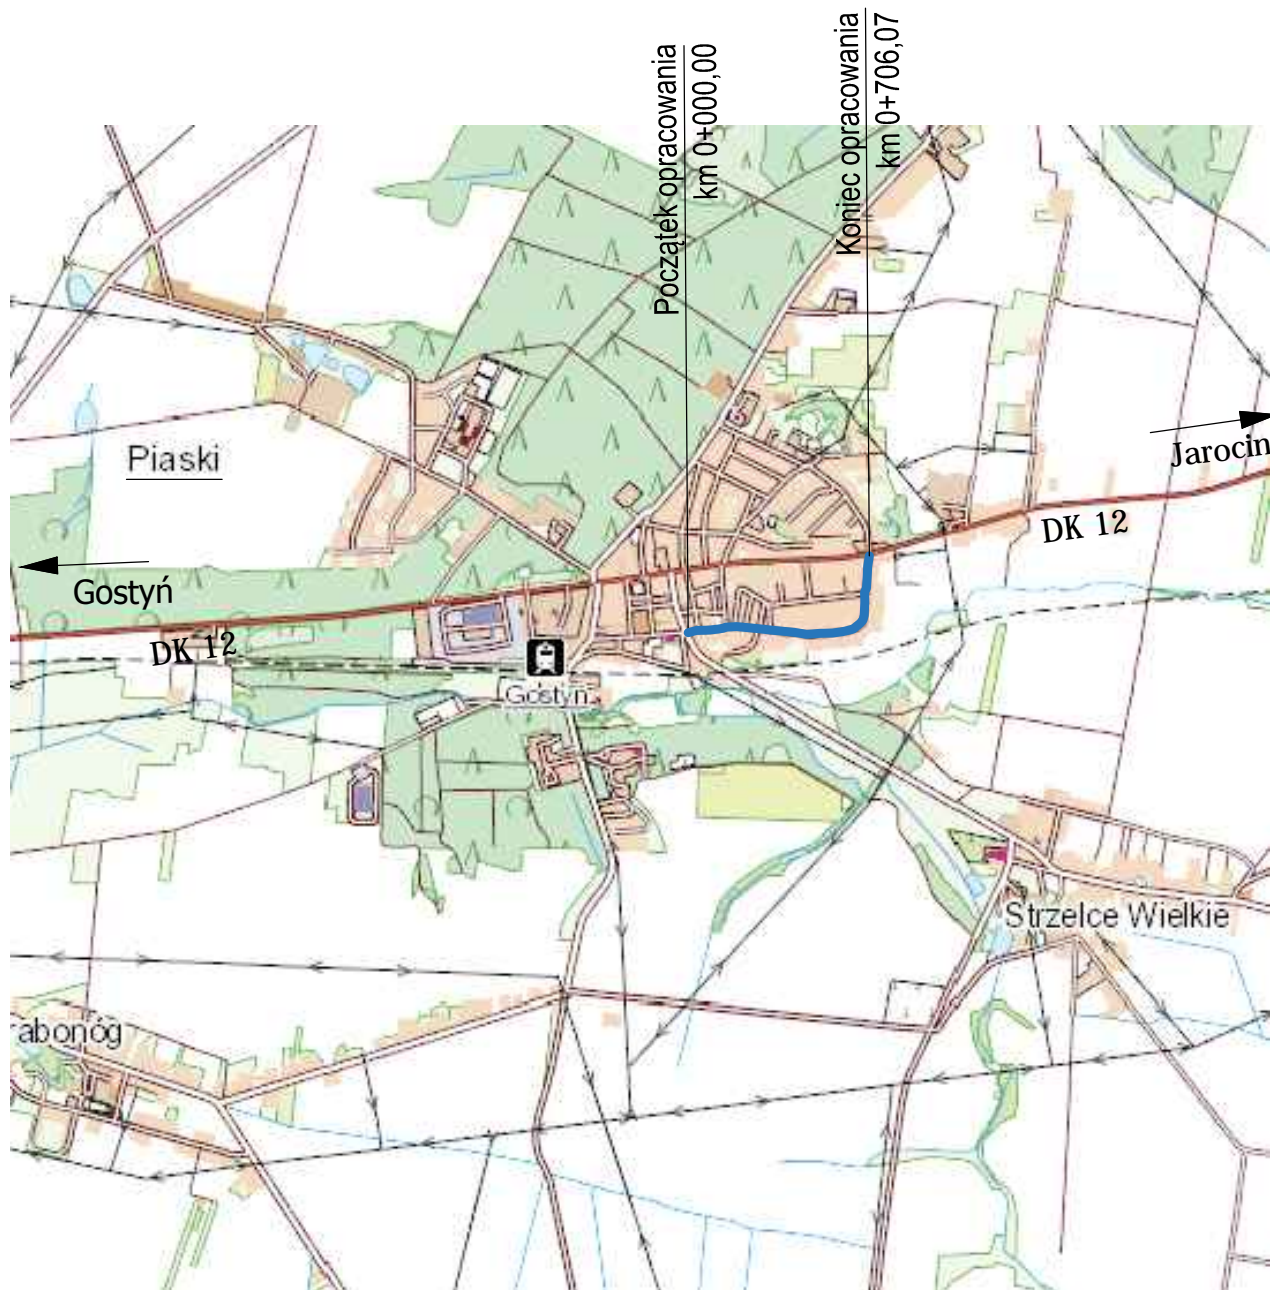 Początek opracowania
km 0+000,00
Koniec opracowania
km 0+706,07
Piaski
Jarocin
DK 12
Gostyń
DK 12
Gostyń
Strzelce Wielkie
rabonóg